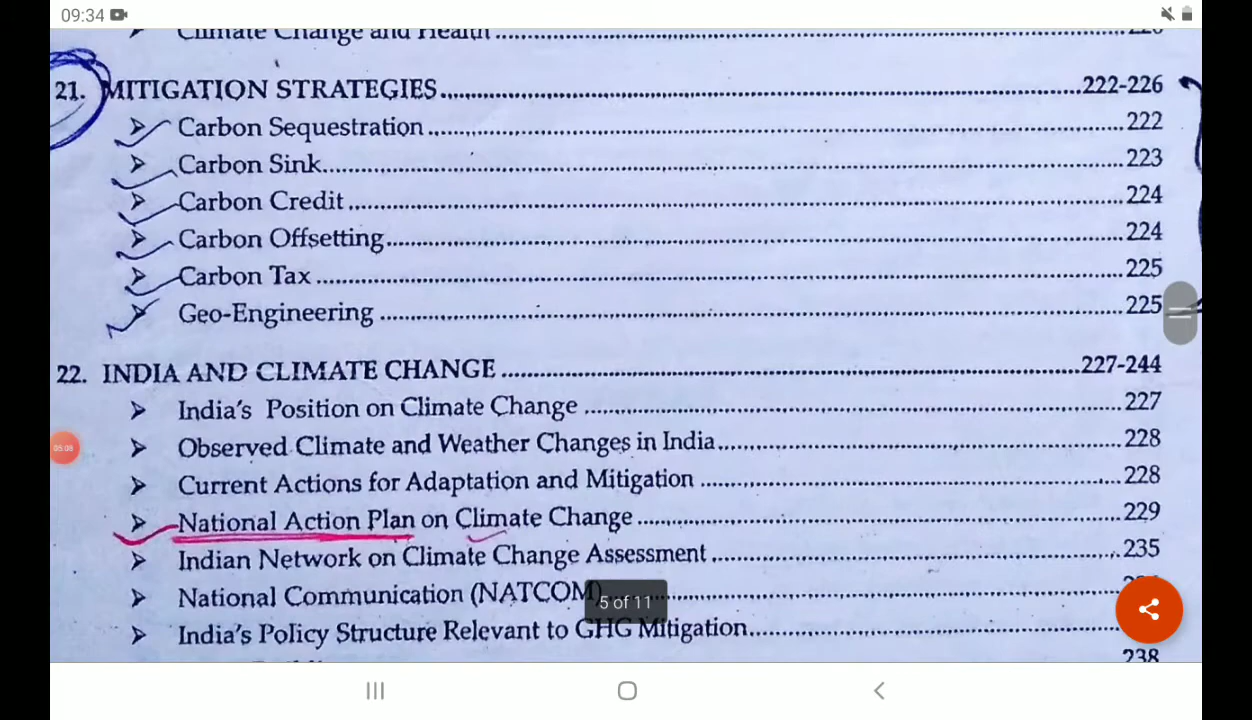 09:34
Climate Change and Health
21. MITIGATION STRATEGIES 222-226
➤ Carbon Sequestration 222
➤ Carbon Sink 223
➤ Carbon Credit 224
➤ Carbon Offsetting 224
➤ Carbon Tax 225
➤ Geo-Engineering 225
22. INDIA AND CLIMATE CHANGE 227-244
➤ India's Position on Climate Change 227
➤ Observed Climate and Weather Changes in India 228
➤ Current Actions for Adaptation and Mitigation 228
➤ National Action Plan on Climate Change 229
➤ Indian Network on Climate Change Assessment 235
➤ National Communication (NATCOM)
5 of 11
➤ India's Policy Structure Relevant to GHG Mitigation
238
05:08